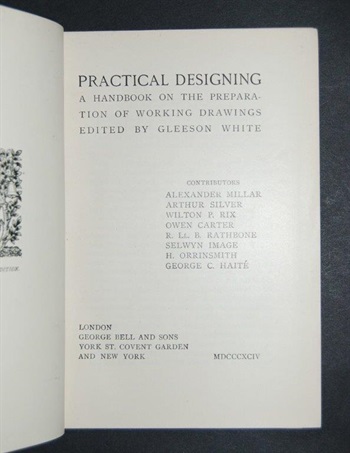 PRACTICAL DESIGNING
A HANDBOOK ON THE PREPARA-
TION OF WORKING DRAWINGS
EDITED BY GLEESON WHITE
CONTRIBUTORS
ALEXANDER MILLAR
ARTHUR SILVER
WILTON P. RIX
OWEN CARTER
R. LL. B. RATHBONE
SELWYN IMAGE
H. ORRINSMITH
GEORGE C. HAITÉ
LONDON
GEORGE BELL AND SONS
YORK ST. COVENT GARDEN
AND NEW YORK MDCCCXCIV